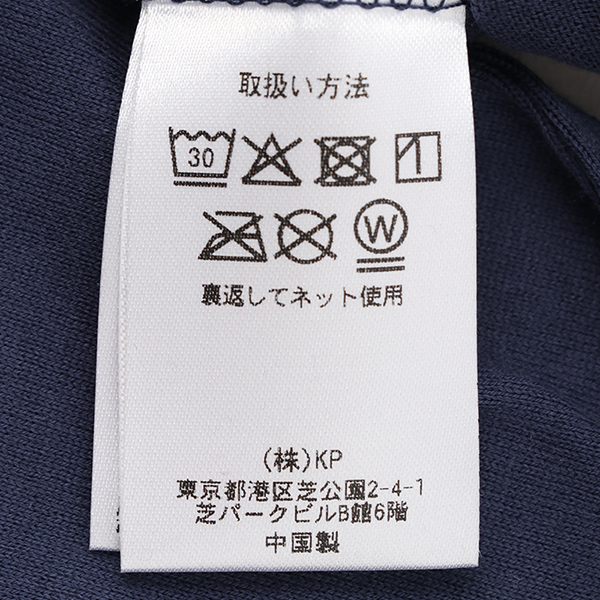 取扱い方法
30
W
裏返してネット使用
(株)KP
東京都港区芝公園2-4-1
芝パークビルB館6階
中国製